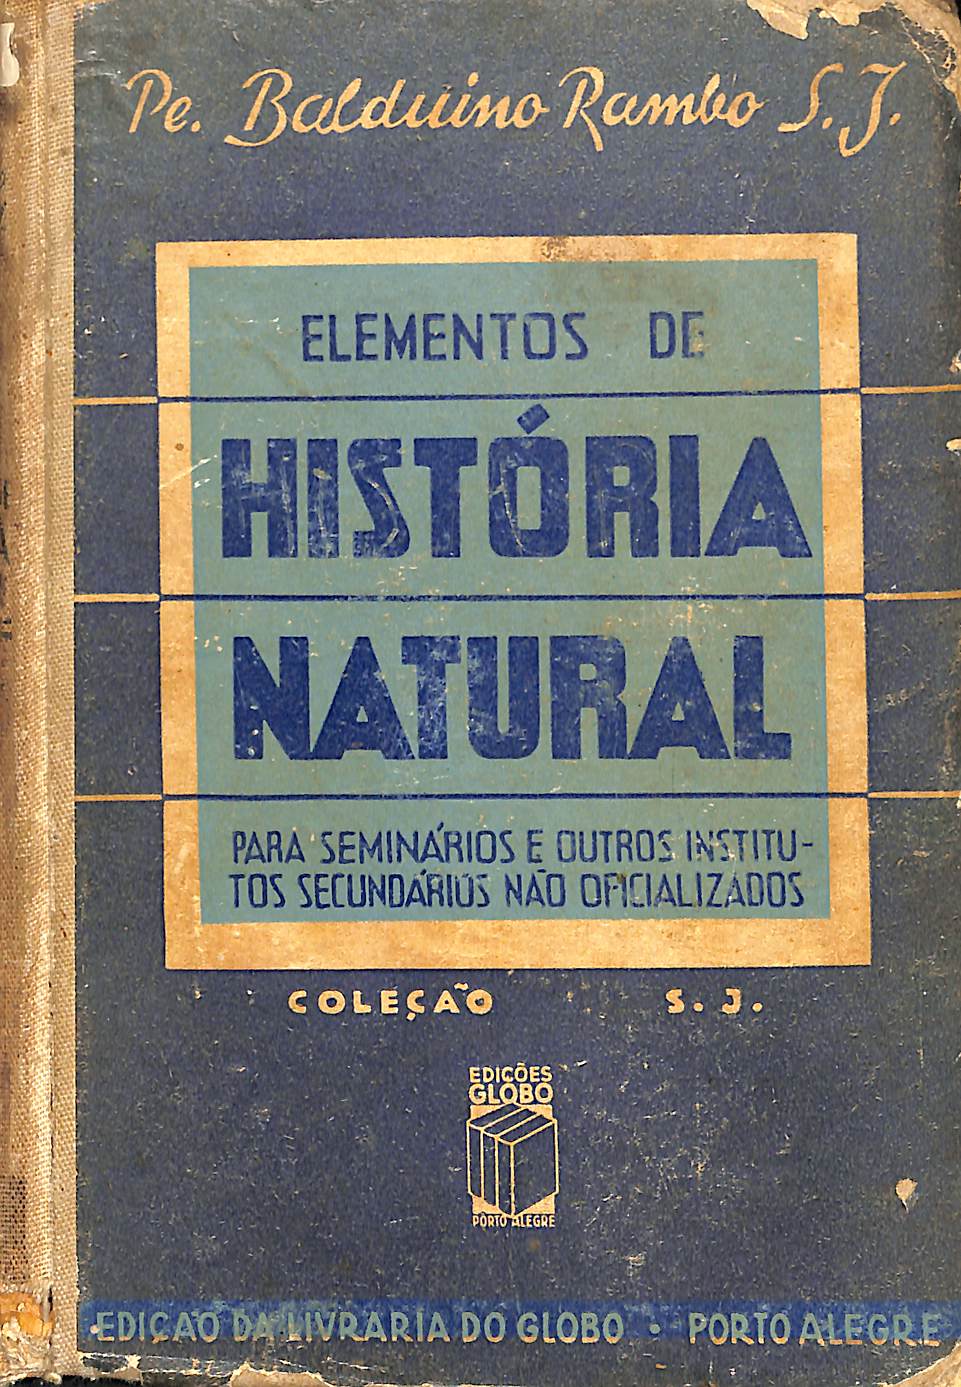 Pe. Balduino Rambo S.J.
ELEMENTOS DE
HISTÓRIA
NATURAL
PARA SEMINÁRIOS E OUTROS INSTITU-
TOS SECUNDÁRIOS NÃO OFICIALIZADOS
COLEÇÃO S.J.
EDIÇÕES
GLOBO
PÔRTO ALEGRE
EDIÇÃO DA LIVRARIA DO GLOBO • PORTO ALEGRE